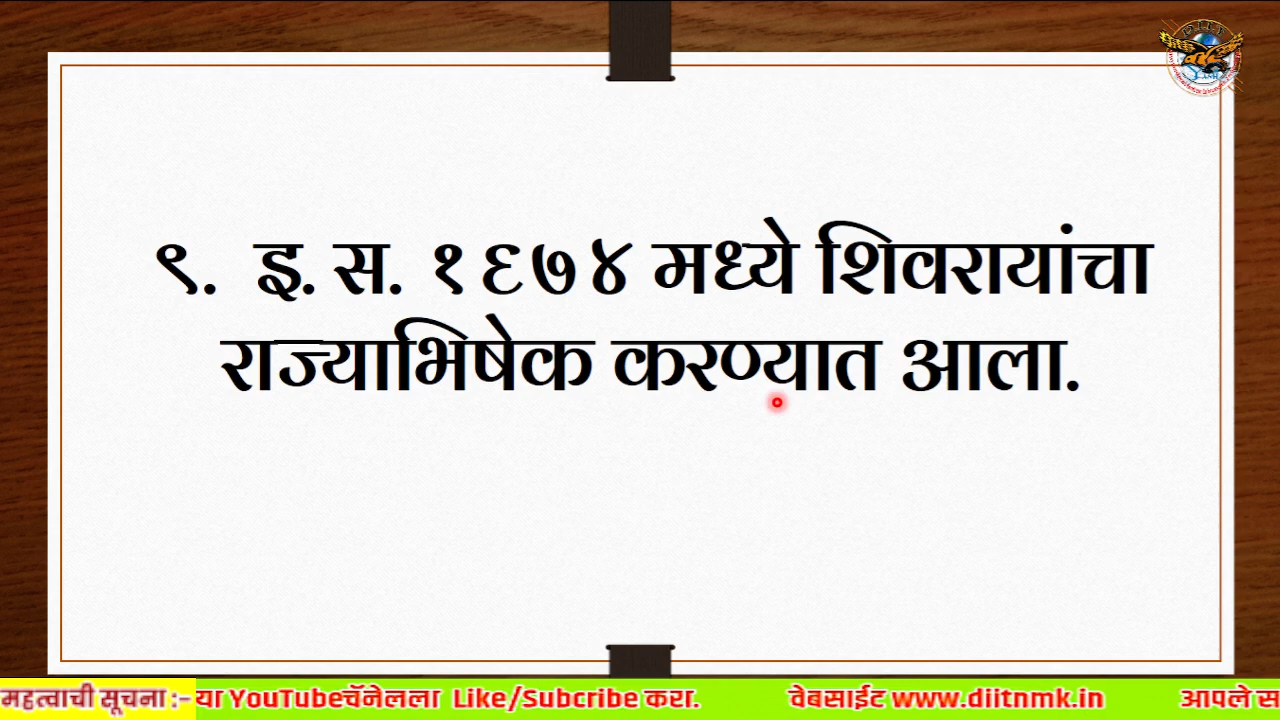 ९. इ. स. १६७४ मध्ये शिवरायांचा
राज्याभिषेक करण्यात आला.
महत्वाची सूचना :- या YouTubeचॅनेलला Like/Subcribe करा. वेबसाईट www.diitnmk.in आपले